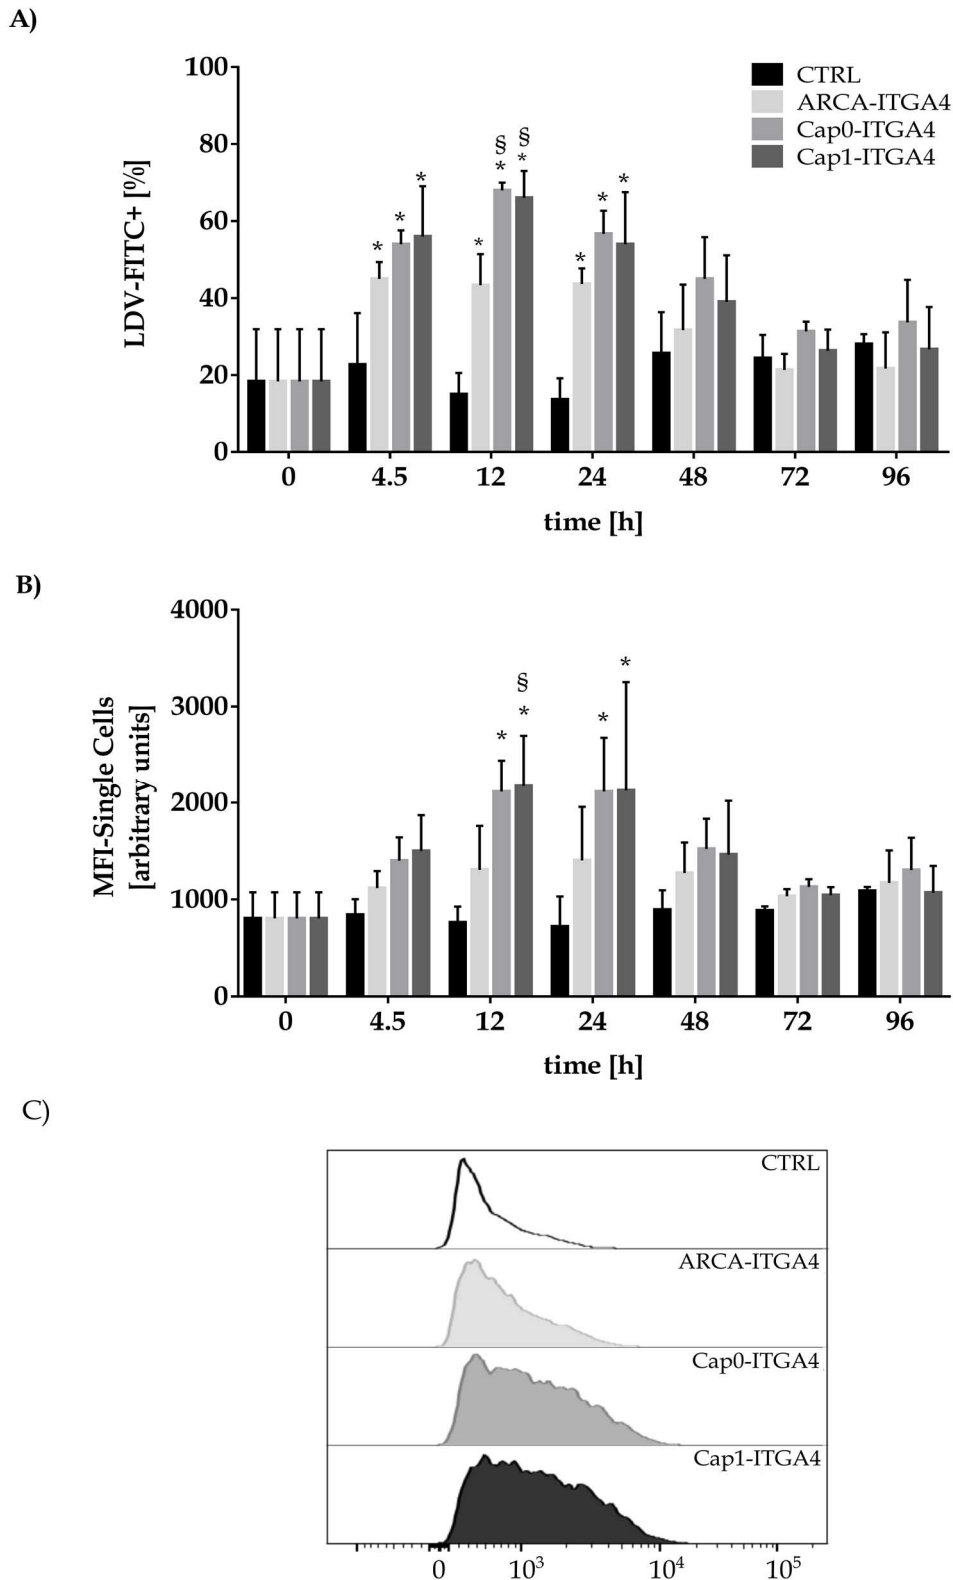 A)
100
80
60
40
20
0
LDV-FITC+ [%]
CTRL
ARCA-ITGA4
Cap0-ITGA4
Cap1-ITGA4
* * *
* § * § *
* * *
0 4.5 12 24 48 72 96
time [h]
B)
4000
3000
2000
1000
0
MFI-Single Cells
[arbitrary units]
* § *
* *
0 4.5 12 24 48 72 96
time [h]
C)
CTRL
ARCA-ITGA4
Cap0-ITGA4
Cap1-ITGA4
0 10³ 10⁴ 10⁵